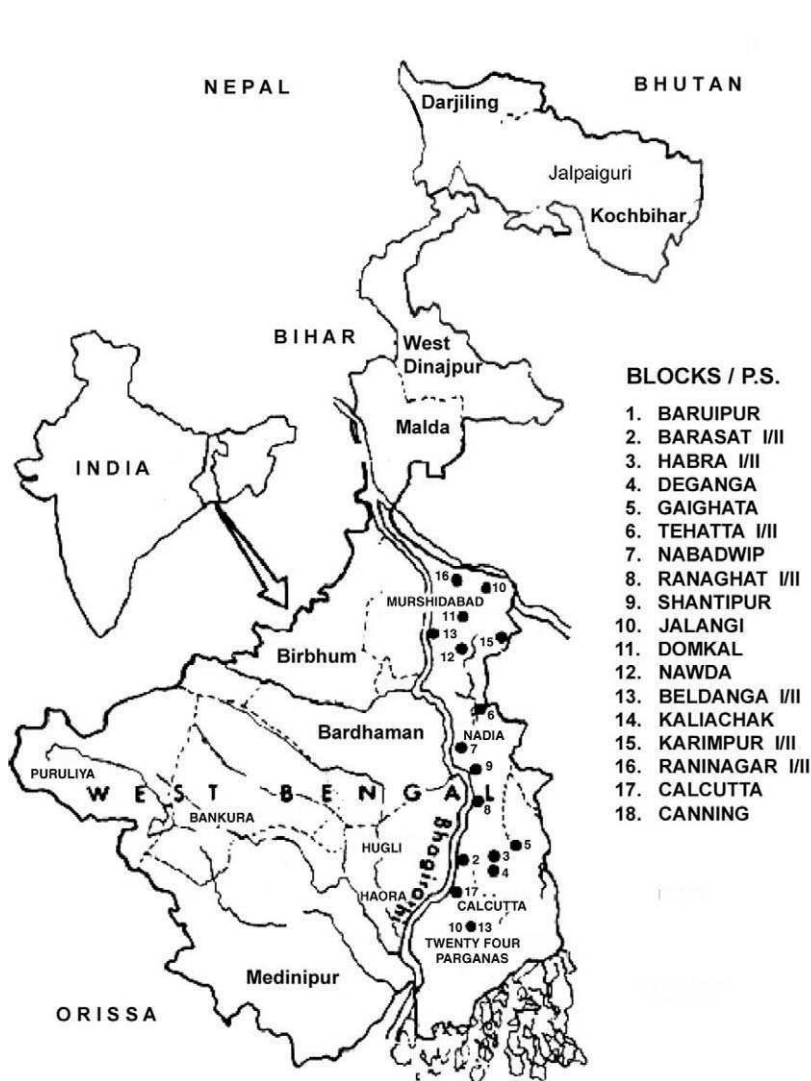 NEPAL
BHUTAN
Darjiling
Jalpaiguri
Kochbihar
BIHAR
West
Dinajpur
Malda
INDIA
16
10
MURSHIDABAD
11
13
15
12
Birbhum
6
Bardhaman
NADIA
7
PURULIYA
9
WEST BENGAL
8
BANKURA
HUGLI
Bhagirathi
5
2
3
4
HAORA
17
CALCUTTA
10 13
TWENTY FOUR
PARGANAS
Medinipur
ORISSA
BLOCKS / P.S.
1. BARUIPUR
2. BARASAT I/II
3. HABRA I/II
4. DEGANGA
5. GAIGHATA
6. TEHATTA I/II
7. NABADWIP
8. RANAGHAT I/II
9. SHANTIPUR
10. JALANGI
11. DOMKAL
12. NAWDA
13. BELDANGA I/II
14. KALIACHAK
15. KARIMPUR I/II
16. RANINAGAR I/II
17. CALCUTTA
18. CANNING